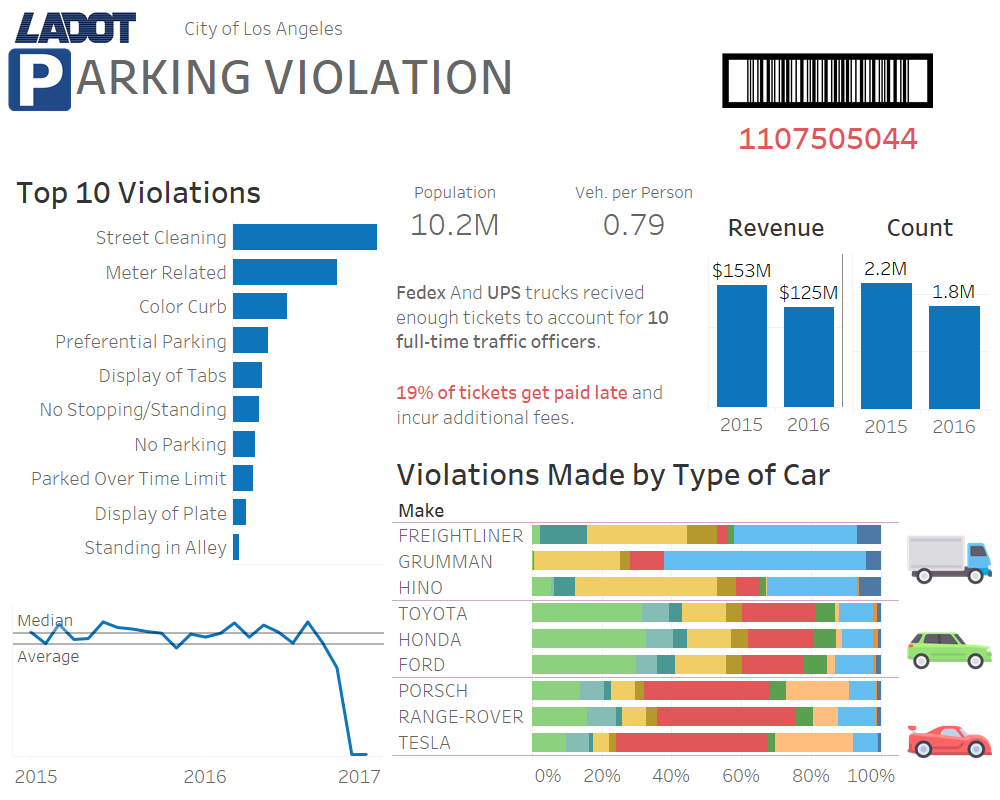 LADOT
City of Los Angeles
PARKING VIOLATION
1107505044
Top 10 Violations
Street Cleaning
Meter Related
Color Curb
Preferential Parking
Display of Tabs
No Stopping/Standing
No Parking
Parked Over Time Limit
Display of Plate
Standing in Alley
Median
Average
2015 2016 2017
Population
10.2M
Veh. per Person
0.79
Fedex And UPS trucks recived
enough tickets to account for 10
full-time traffic officers.
19% of tickets get paid late and
incur additional fees.
Revenue
$153M
$125M
2015 2016
Count
2.2M
1.8M
2015 2016
Violations Made by Type of Car
Make
FREIGHTLINER
GRUMMAN
HINO
TOYOTA
HONDA
FORD
PORSCH
RANGE-ROVER
TESLA
0% 20% 40% 60% 80% 100%